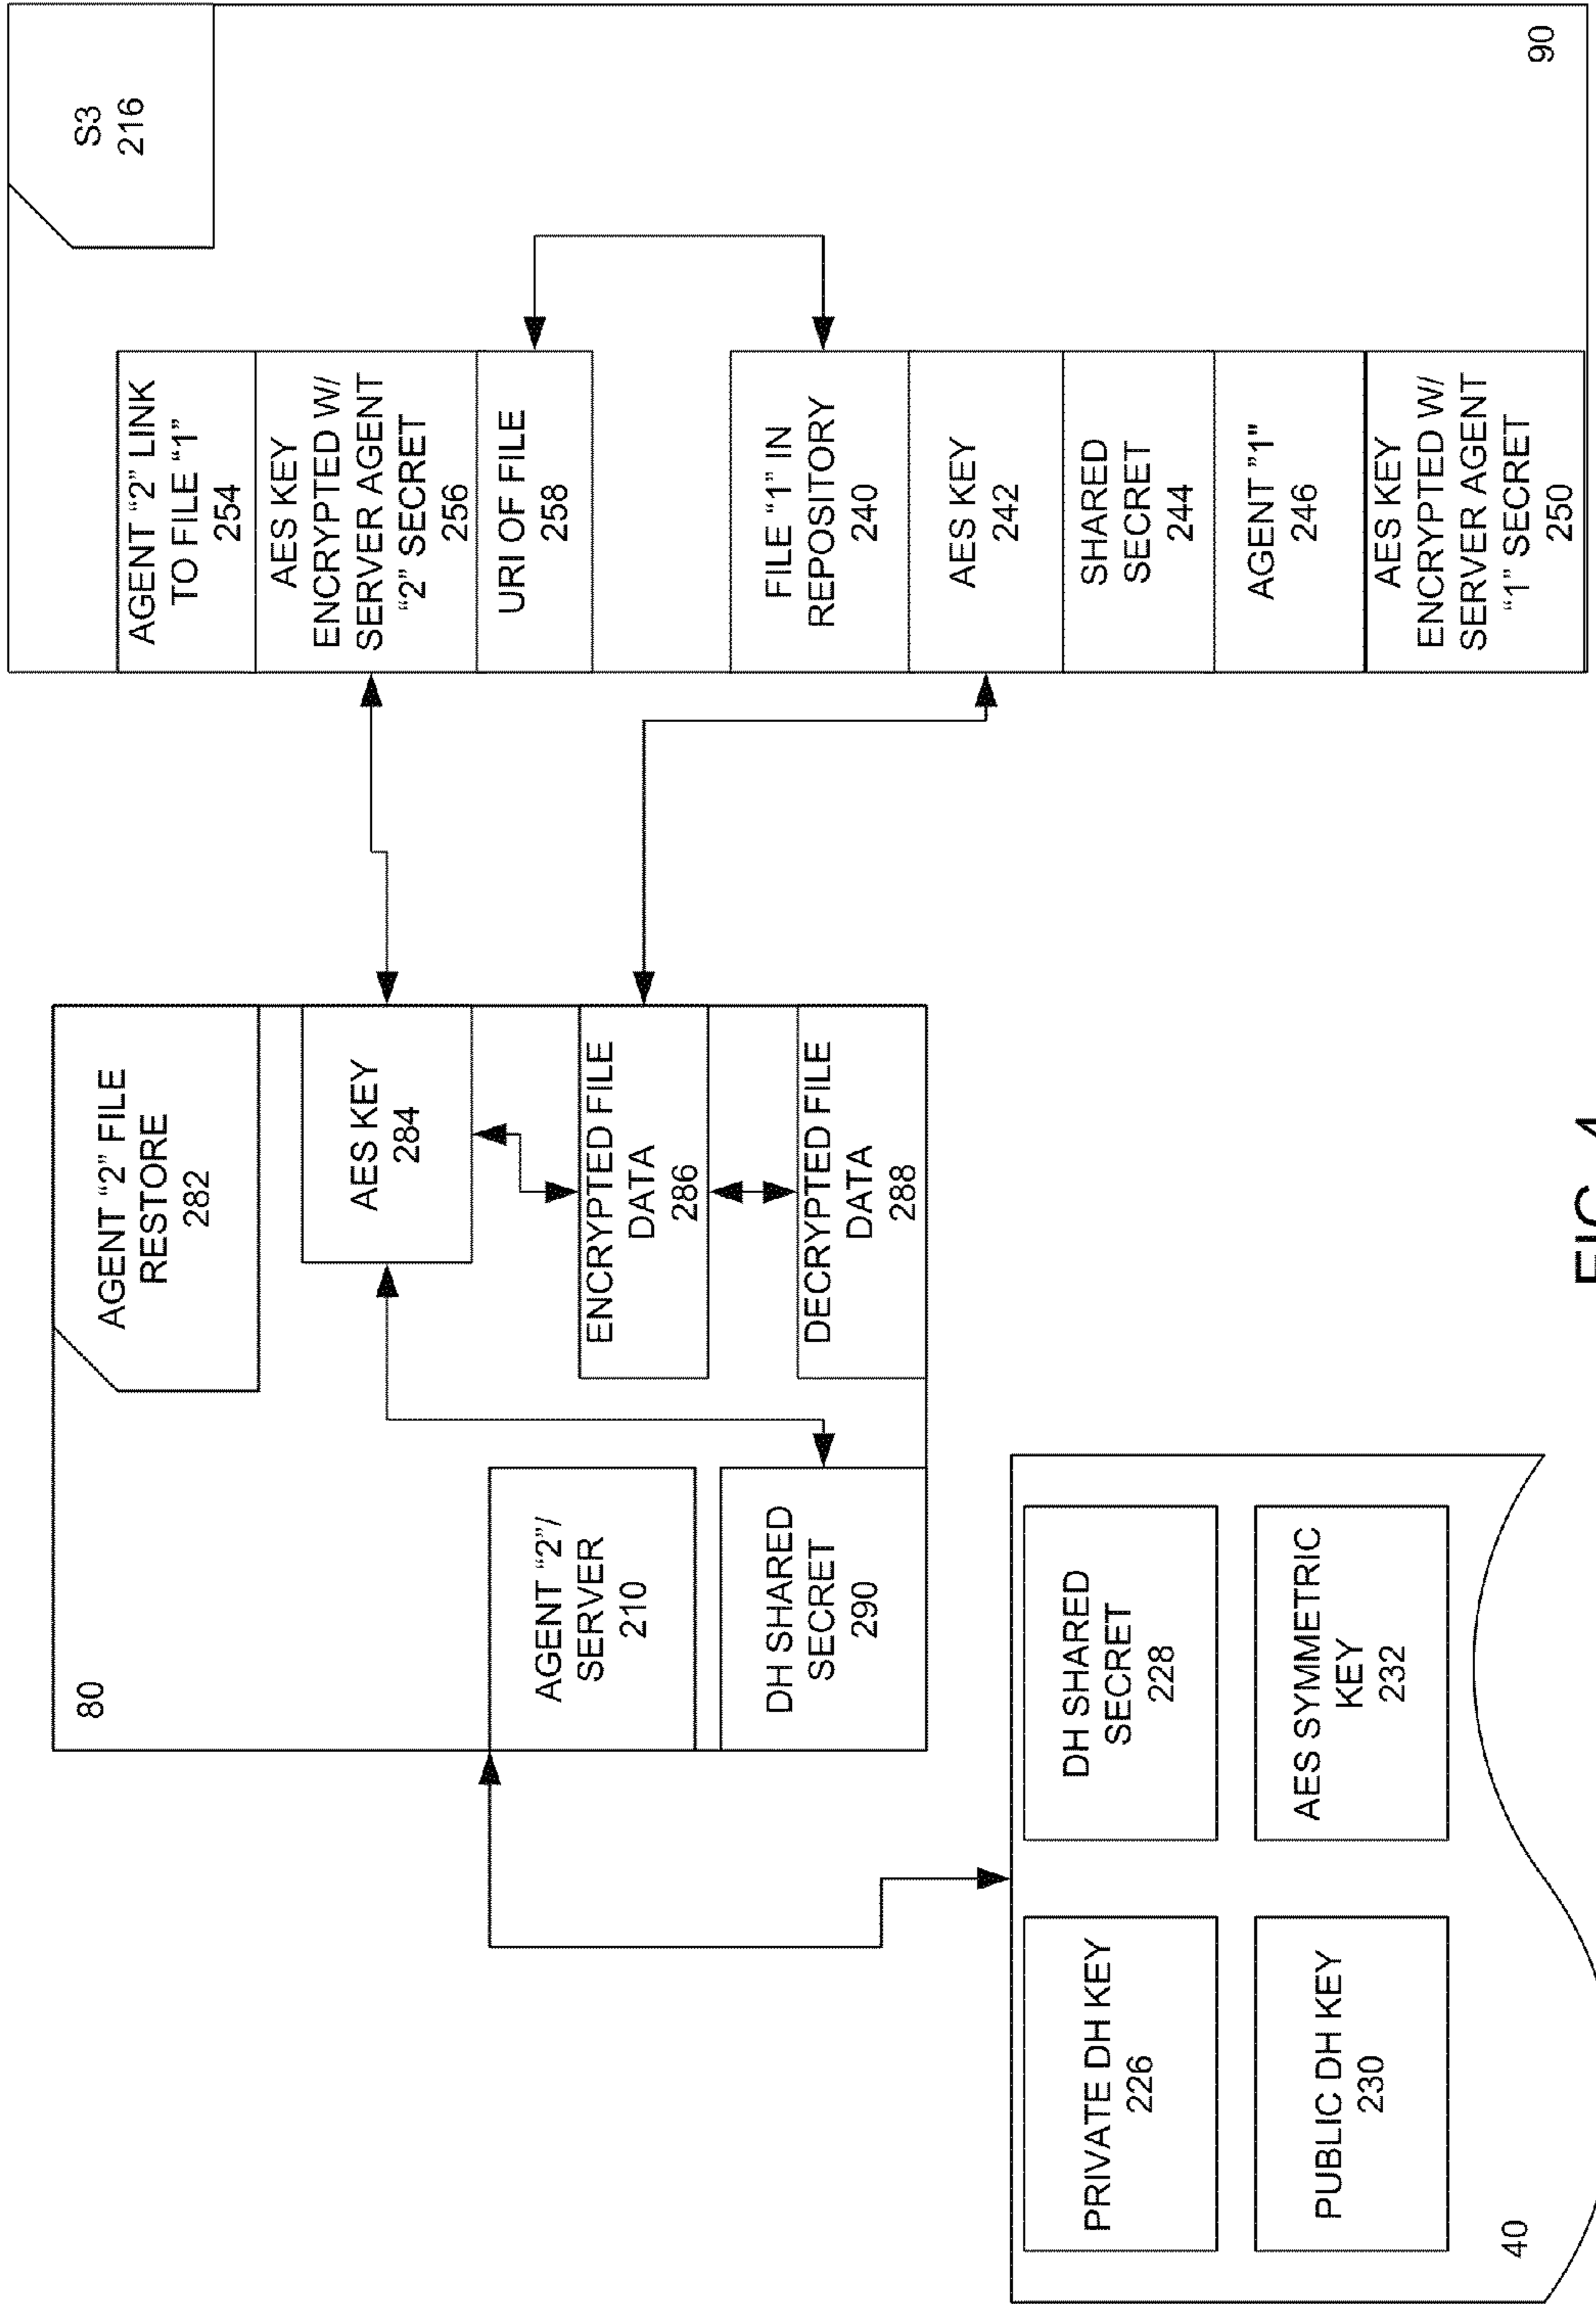 80
AGENT “2” FILE
RESTORE
282
AGENT “2”/
SERVER
210
DH SHARED
SECRET
290
AES KEY
284
ENCRYPTED FILE
DATA
286
DECRYPTED FILE
DATA
288
S3
216
AGENT “2” LINK
TO FILE “1”
254
AES KEY
ENCRYPTED W/
SERVER AGENT
“2” SECRET
256
URI OF FILE
258
FILE “1” IN
REPOSITORY
240
AES KEY
242
SHARED
SECRET
244
AGENT "1"
246
AES KEY
ENCRYPTED W/
SERVER AGENT
“1” SECRET
250
90
PRIVATE DH KEY
226
DH SHARED
SECRET
228
PUBLIC DH KEY
230
AES SYMMETRIC
KEY
232
40
FIG. 4